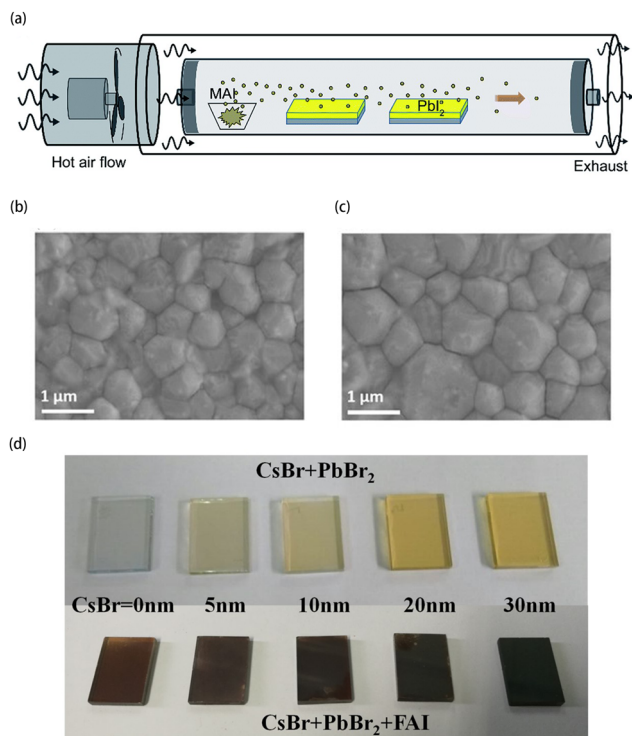 (a)
MAI
PbI2
Hot air flow
Exhaust
(b)
(c)
1 μm
1 μm
(d)
CsBr+PbBr2
CsBr=0nm 5nm 10nm 20nm 30nm
CsBr+PbBr2+FAI